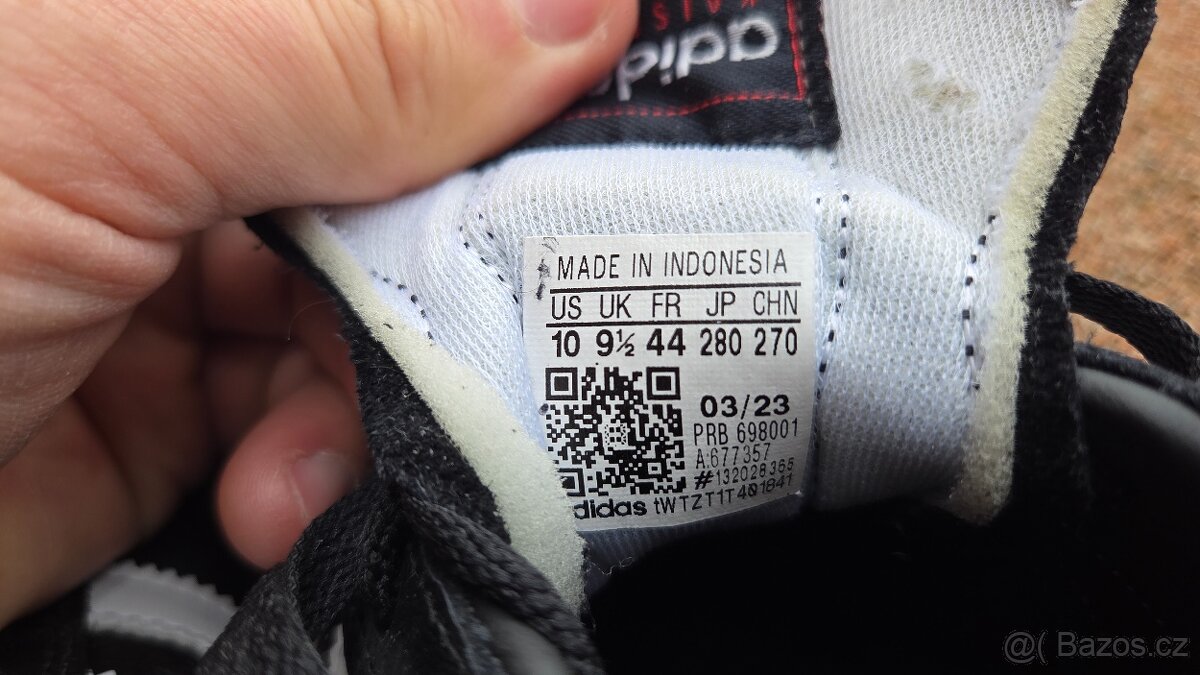 adidas
MADE IN INDONESIA
US UK FR JP CHN
10 9½ 44 280 270
03/23
PRB 698001
A:677357
#132028365
didas tWTZT1T401841
@( Bazos.cz